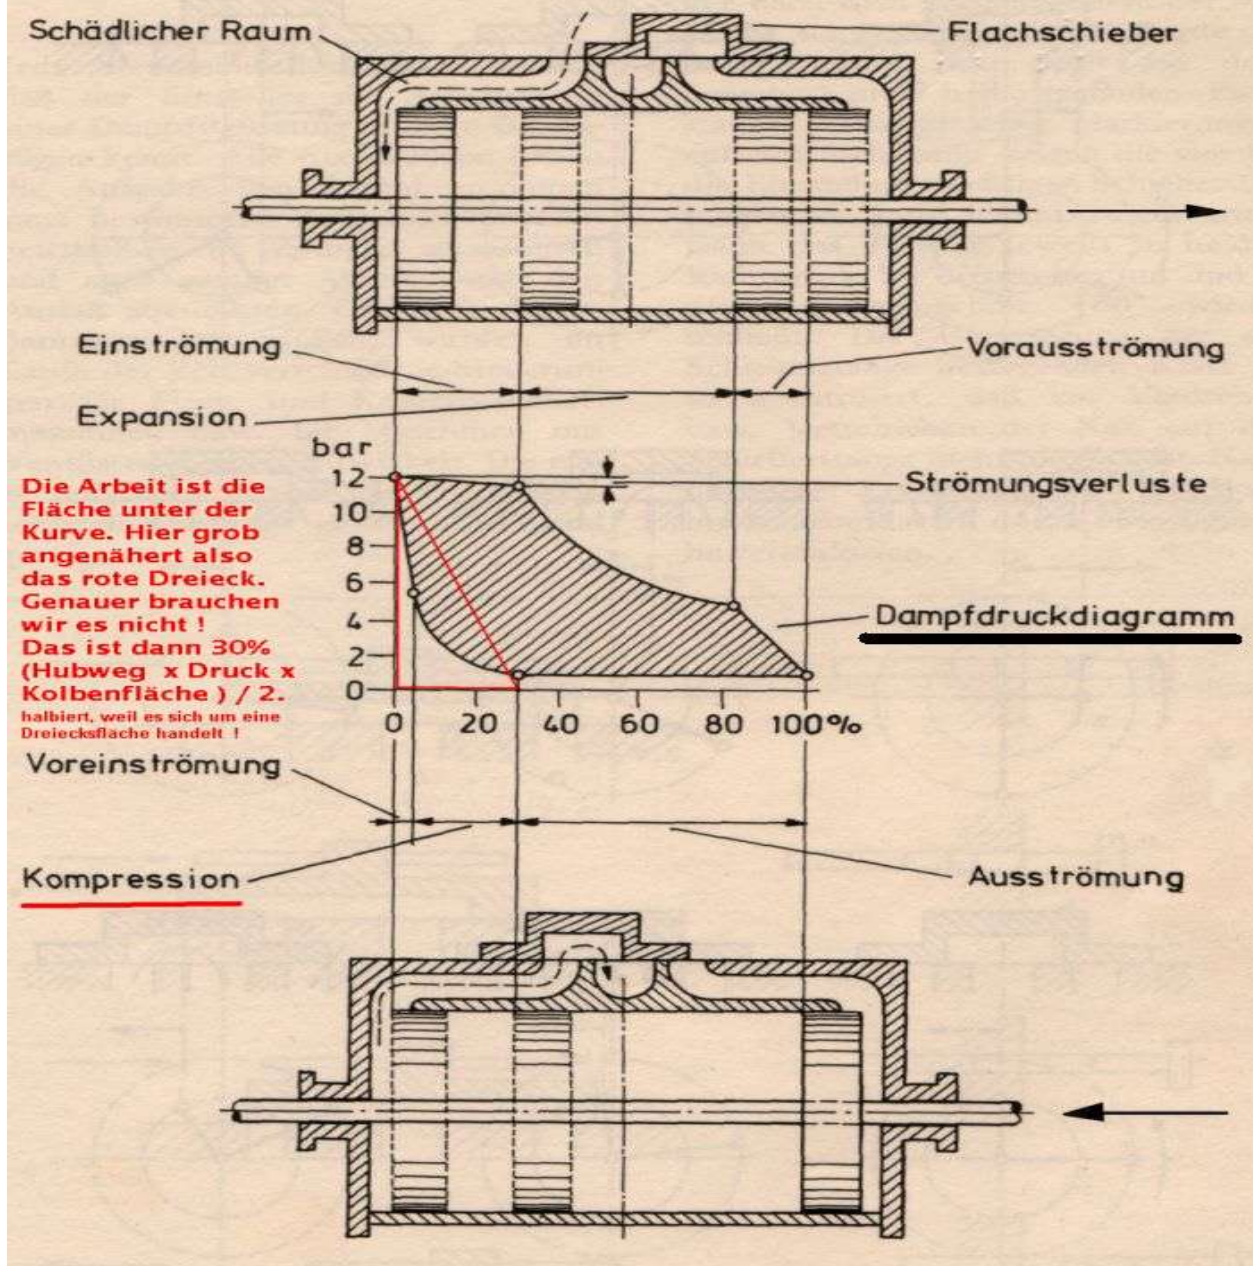 Schädlicher Raum
Flachschieber
Einströmung
Vorausströmung
Expansion
bar
12
10
8
6
4
2
0
Strömungsverluste
Die Arbeit ist die
Fläche unter der
Kurve. Hier grob
angenähert also
das rote Dreieck.
Genauer brauchen
wir es nicht !
Das ist dann 30%
(Hubweg x Druck x
Kolbenfläche ) / 2.
halbiert, weil es sich um eine
Dreiecksfläche handelt !
Dampfdruckdiagramm
0 20 40 60 80 100%
Voreinströmung
Kompression
Ausströmung